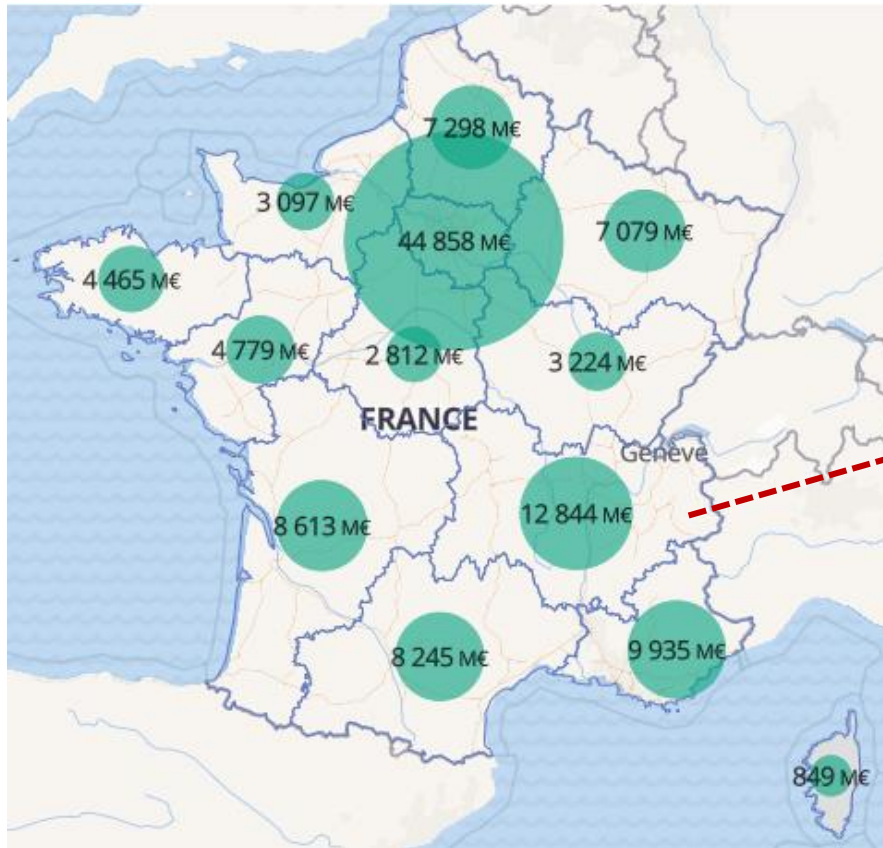 7 298 M€
3 097 M€
44 858 M€
7 079 M€
4 465 M€
4 779 M€
2 812 M€
3 224 M€
FRANCE
Genève
8 613 M€
12 844 M€
8 245 M€
9 935 M€
849 M€